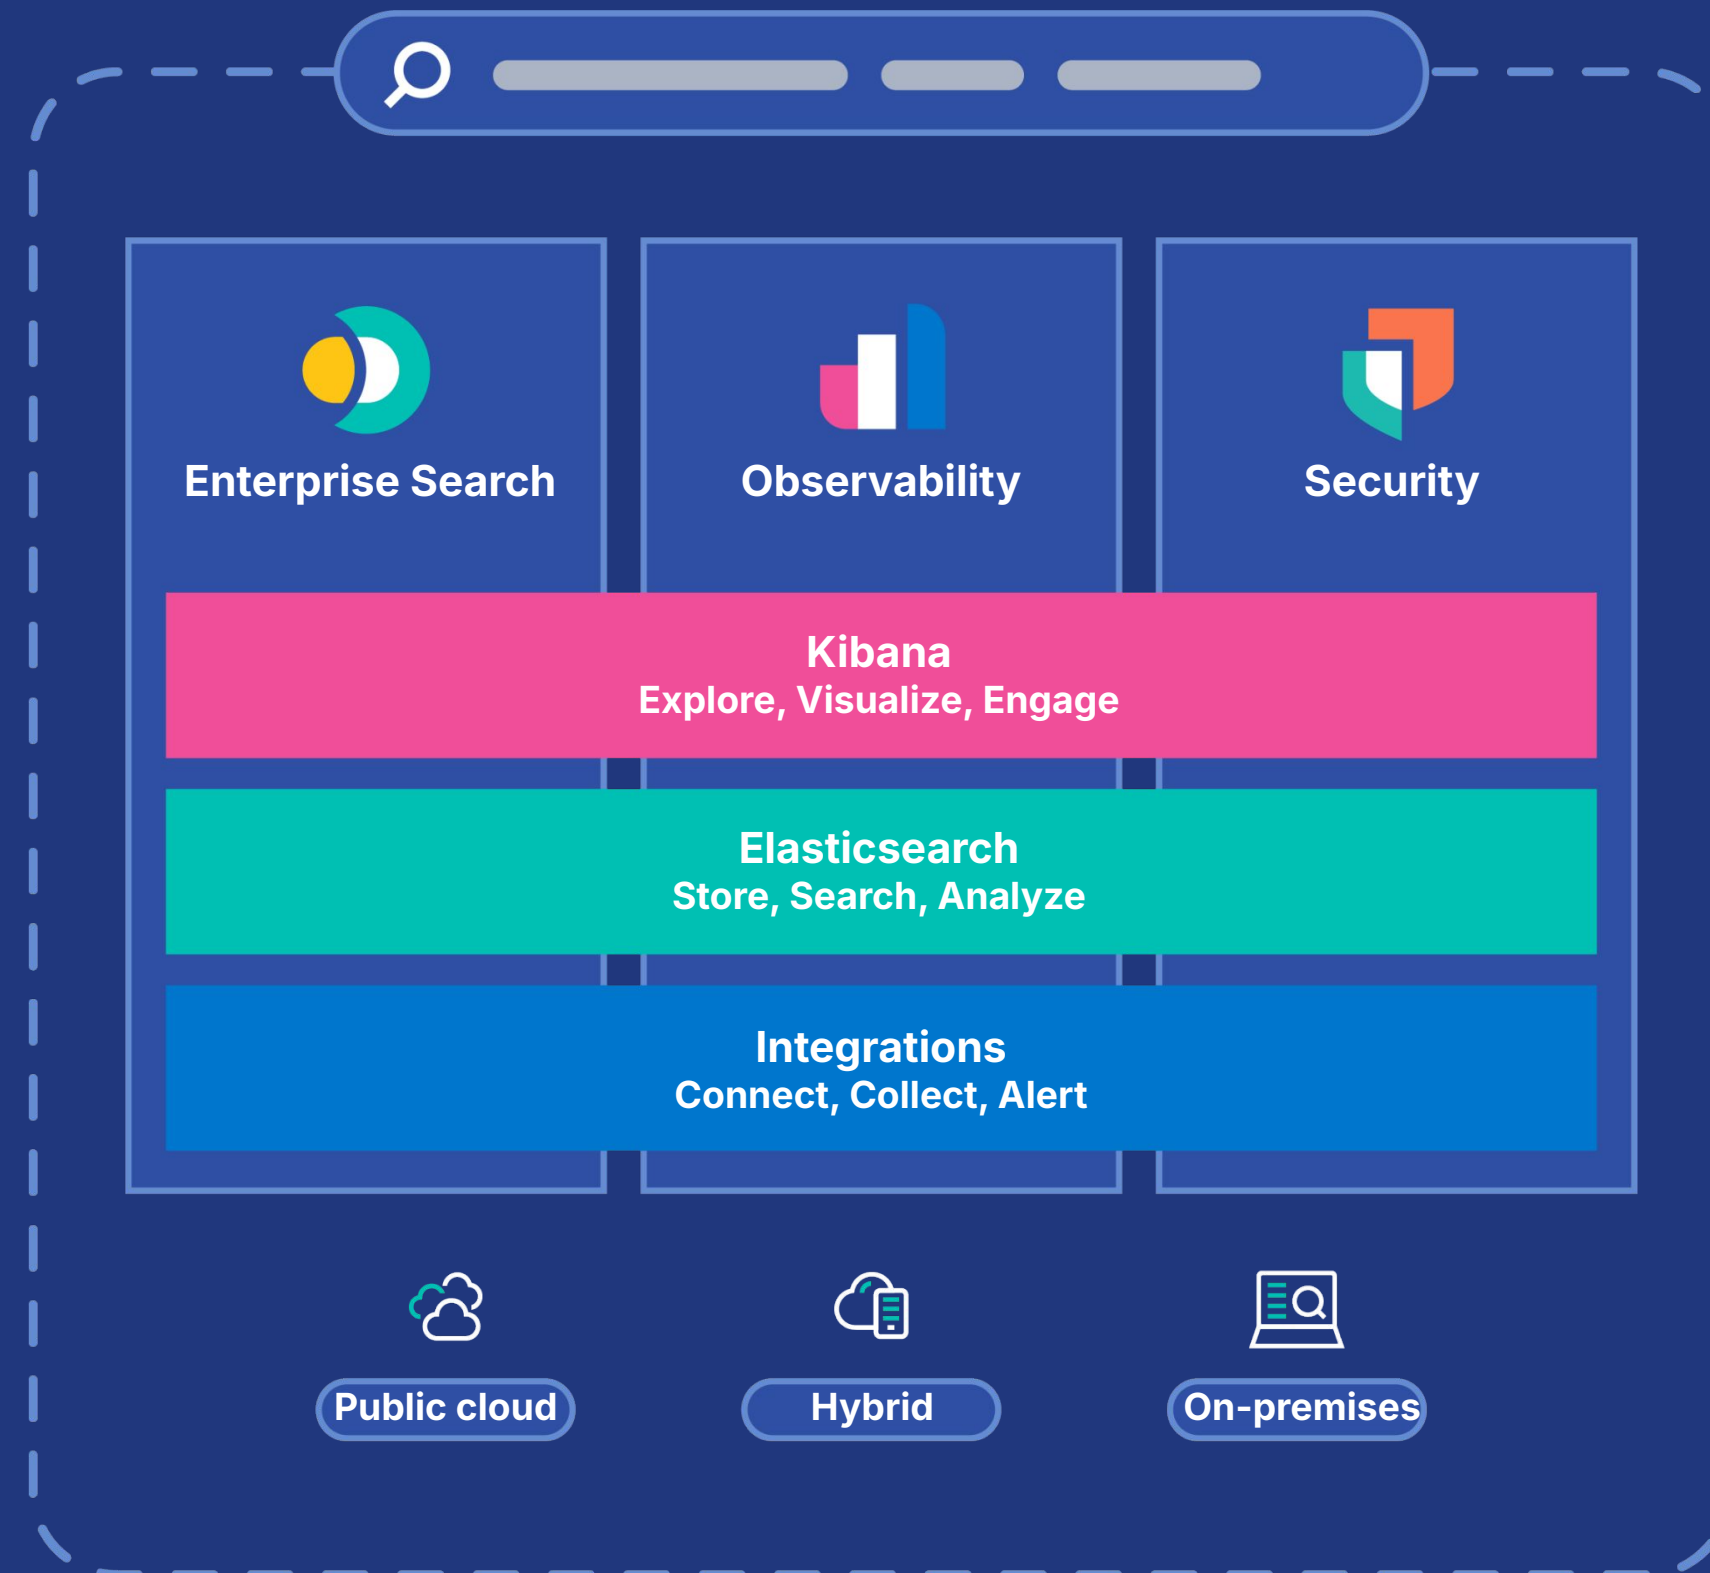 Enterprise Search
Observability
Security
Kibana
Explore, Visualize, Engage
Elasticsearch
Store, Search, Analyze
Integrations
Connect, Collect, Alert
Public cloud
Hybrid
On-premises